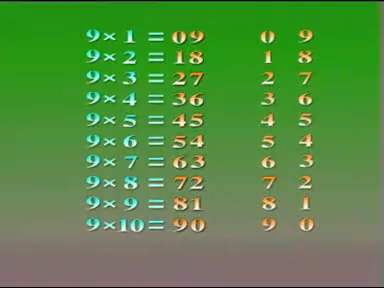 9 × 1 = 09 0 9
9 × 2 = 18 1 8
9 × 3 = 27 2 7
9 × 4 = 36 3 6
9 × 5 = 45 4 5
9 × 6 = 54 5 4
9 × 7 = 63 6 3
9 × 8 = 72 7 2
9 × 9 = 81 8 1
9 × 10 = 90 9 0